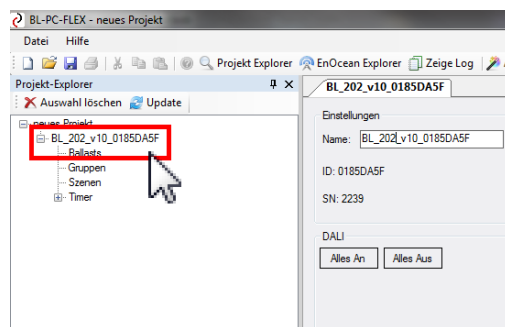 BL-PC-FLEX - neues Projekt
Datei Hilfe
Projekt Explorer EnOcean Explorer Zeige Log
Projekt-Explorer
Auswahl löschen Update
neues Projekt
BL_202_v10_0185DA5F
Ballasts
Gruppen
Szenen
Timer
BL_202_v10_0185DA5F
Einstellungen
Name: BL_202_v10_0185DA5F
ID: 0185DA5F
SN: 2239
DALI
Alles An Alles Aus